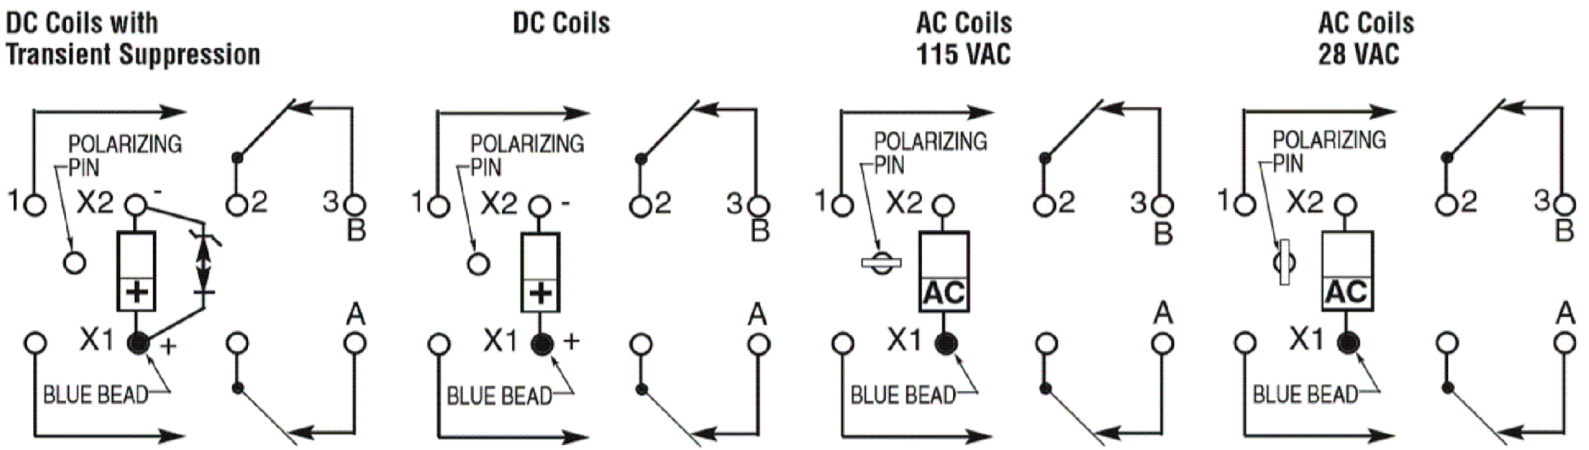 DC Coils with
Transient Suppression
POLARIZING
PIN
1
X2
-
2
3
B
+
X1
+
A
BLUE BEAD
DC Coils
POLARIZING
PIN
1
X2
-
2
3
B
+
X1
+
A
BLUE BEAD
AC Coils
115 VAC
POLARIZING
PIN
1
X2
2
3
B
AC
X1
A
BLUE BEAD
AC Coils
28 VAC
POLARIZING
PIN
1
X2
2
3
B
AC
X1
A
BLUE BEAD